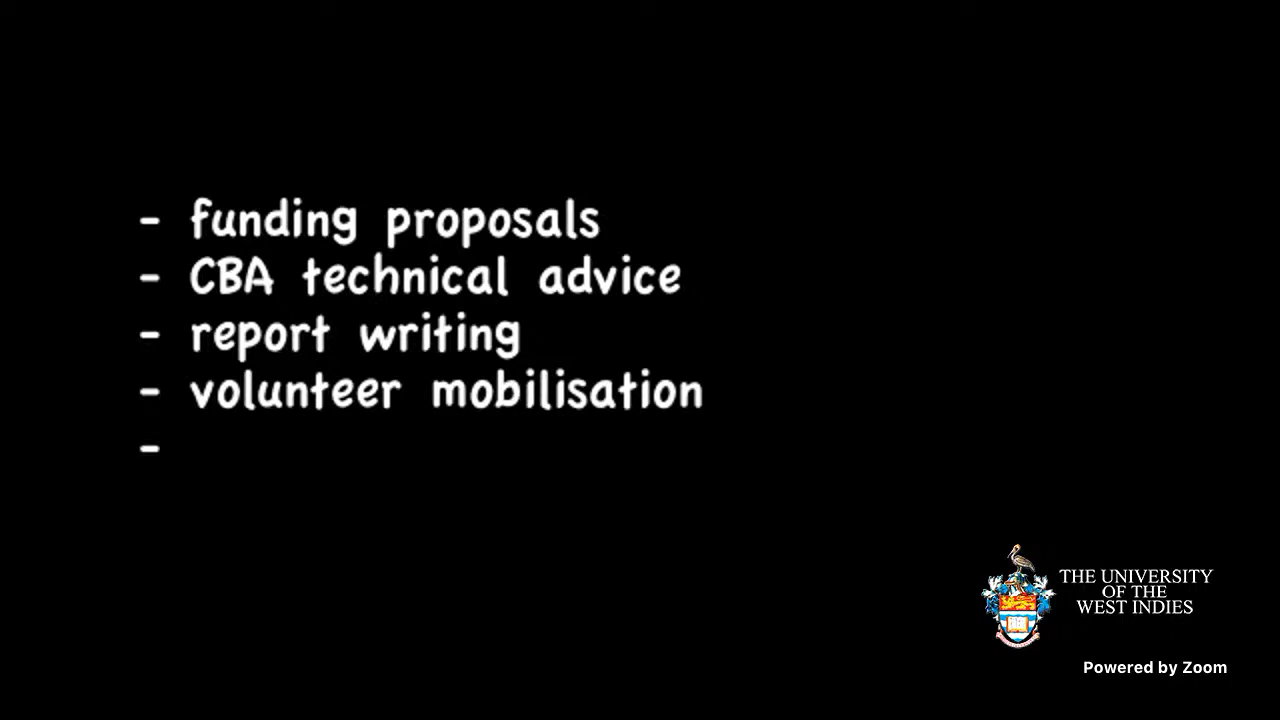 - funding proposals
- CBA technical advice
- report writing
- volunteer mobilisation
-
THE UNIVERSITY
OF THE
WEST INDIES
Powered by Zoom